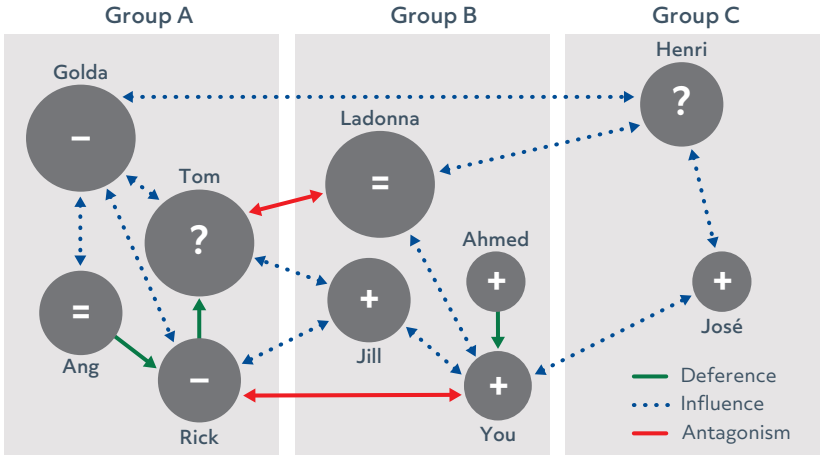 Group A
Group B
Group C
Golda
–
Henri
?
Ladonna
=
Tom
?
Ahmed
+
Ang
=
Jill
+
José
+
Rick
–
You
+
Deference
Influence
Antagonism